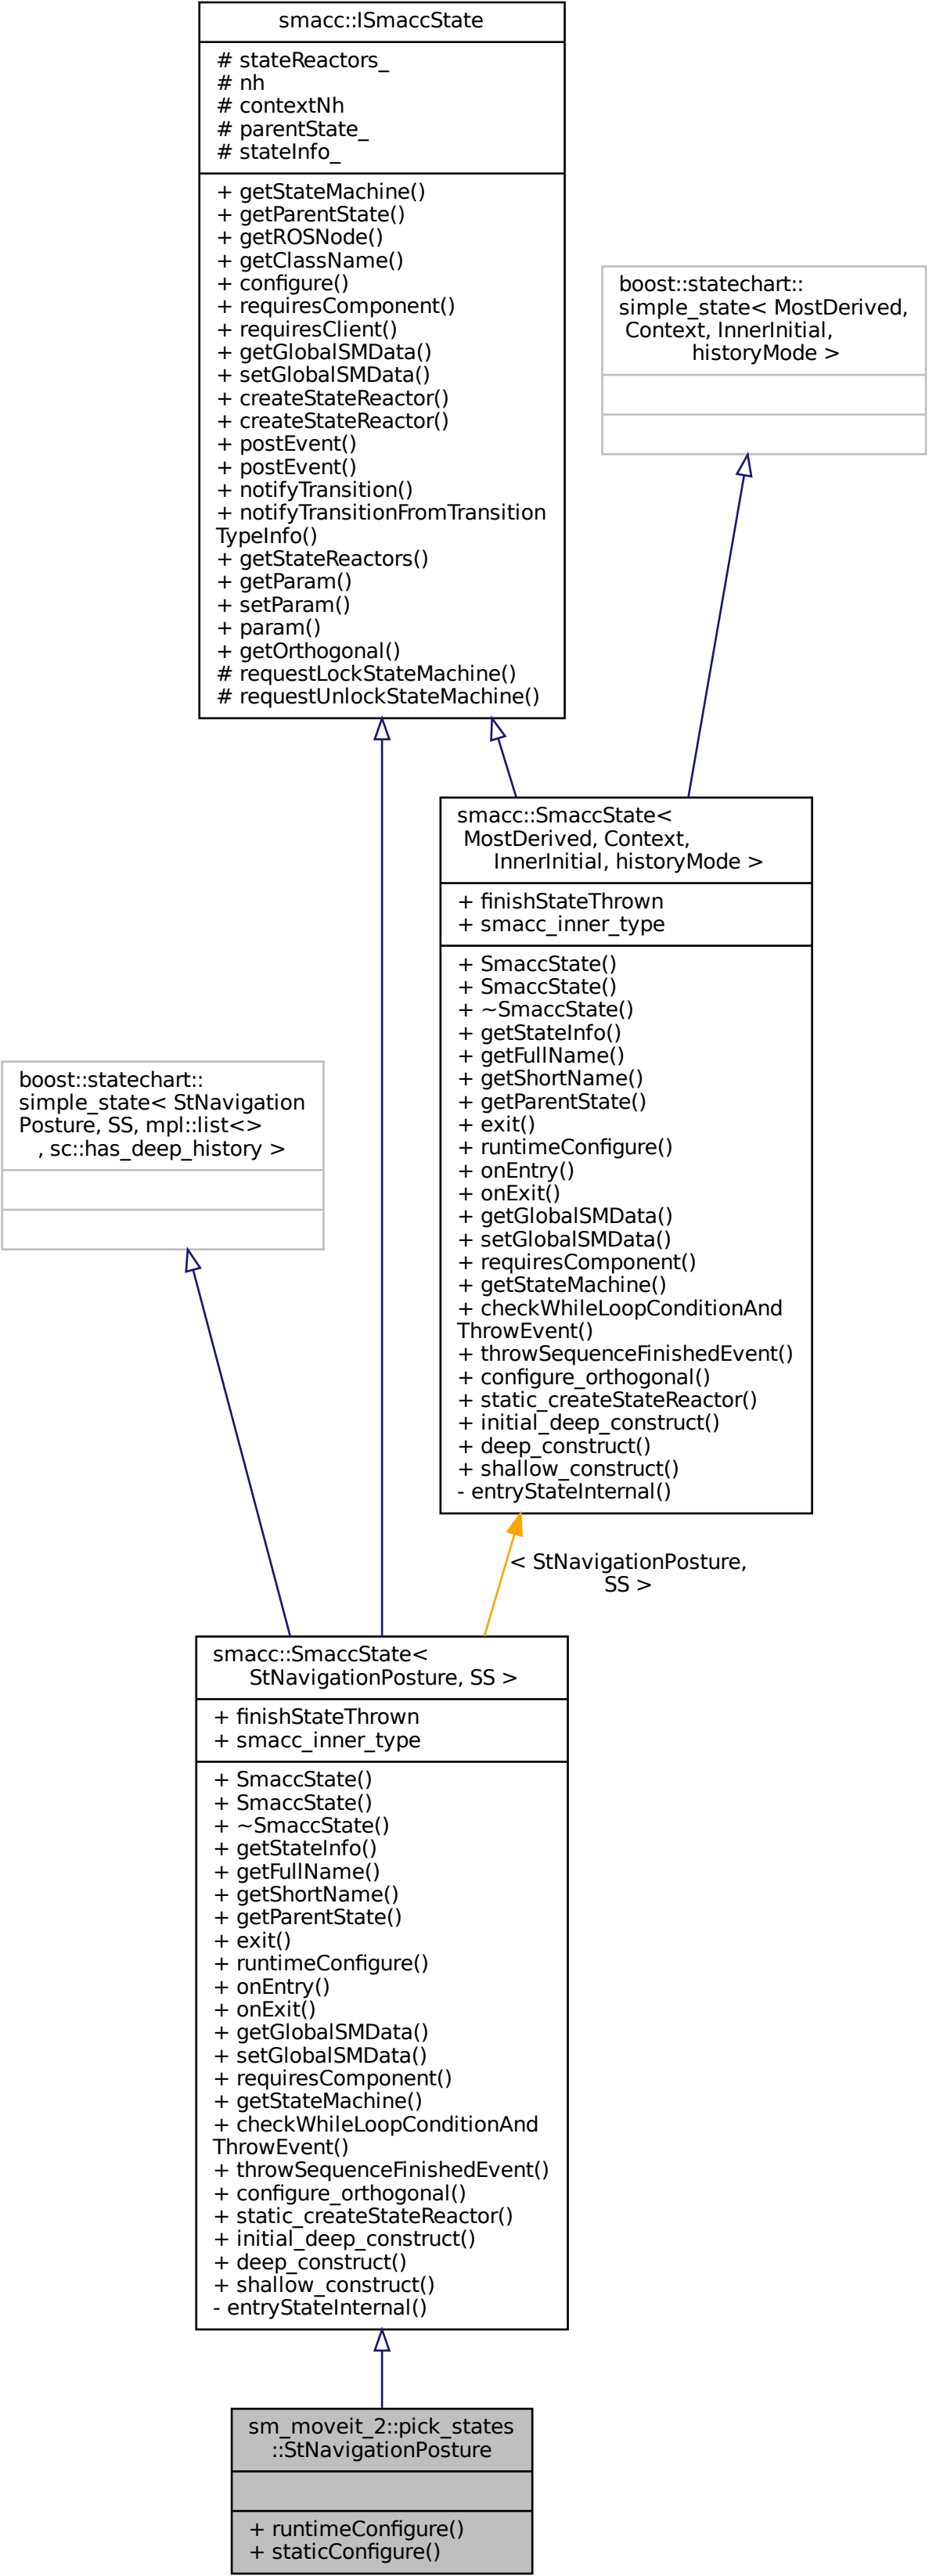 smacc::ISmaccState
# stateReactors_
# nh
# contextNh
# parentState_
# stateInfo_
+ getStateMachine()
+ getParentState()
+ getROSNode()
+ getClassName()
+ configure()
+ requiresComponent()
+ requiresClient()
+ getGlobalSMData()
+ setGlobalSMData()
+ createStateReactor()
+ createStateReactor()
+ postEvent()
+ postEvent()
+ notifyTransition()
+ notifyTransitionFromTransition
TypeInfo()
+ getStateReactors()
+ getParam()
+ setParam()
+ param()
+ getOrthogonal()
# requestLockStateMachine()
# requestUnlockStateMachine()
boost::statechart::
simple_state< MostDerived,
Context, InnerInitial,
historyMode >
smacc::SmaccState<
MostDerived, Context,
InnerInitial, historyMode >
+ finishStateThrown
+ smacc_inner_type
+ SmaccState()
+ SmaccState()
+ ~SmaccState()
+ getStateInfo()
+ getFullName()
+ getShortName()
+ getParentState()
+ exit()
+ runtimeConfigure()
+ onEntry()
+ onExit()
+ getGlobalSMData()
+ setGlobalSMData()
+ requiresComponent()
+ getStateMachine()
+ checkWhileLoopConditionAnd
ThrowEvent()
+ throwSequenceFinishedEvent()
+ configure_orthogonal()
+ static_createStateReactor()
+ initial_deep_construct()
+ deep_construct()
+ shallow_construct()
- entryStateInternal()
boost::statechart::
simple_state< StNavigation
Posture, SS, mpl::list<>
, sc::has_deep_history >
< StNavigationPosture,
SS >
smacc::SmaccState<
StNavigationPosture, SS >
+ finishStateThrown
+ smacc_inner_type
+ SmaccState()
+ SmaccState()
+ ~SmaccState()
+ getStateInfo()
+ getFullName()
+ getShortName()
+ getParentState()
+ exit()
+ runtimeConfigure()
+ onEntry()
+ onExit()
+ getGlobalSMData()
+ setGlobalSMData()
+ requiresComponent()
+ getStateMachine()
+ checkWhileLoopConditionAnd
ThrowEvent()
+ throwSequenceFinishedEvent()
+ configure_orthogonal()
+ static_createStateReactor()
+ initial_deep_construct()
+ deep_construct()
+ shallow_construct()
- entryStateInternal()
sm_moveit_2::pick_states
::StNavigationPosture
+ runtimeConfigure()
+ staticConfigure()